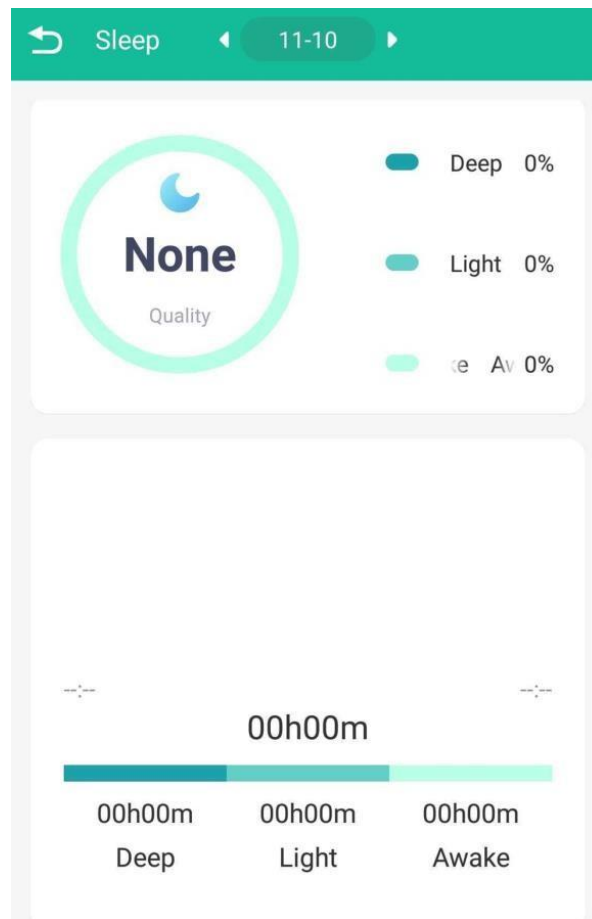 Sleep 11-10
Deep 0%
None
Light 0%
Quality
0%
--:-- --:--
00h00m
00h00m 00h00m 00h00m
Deep Light Awake